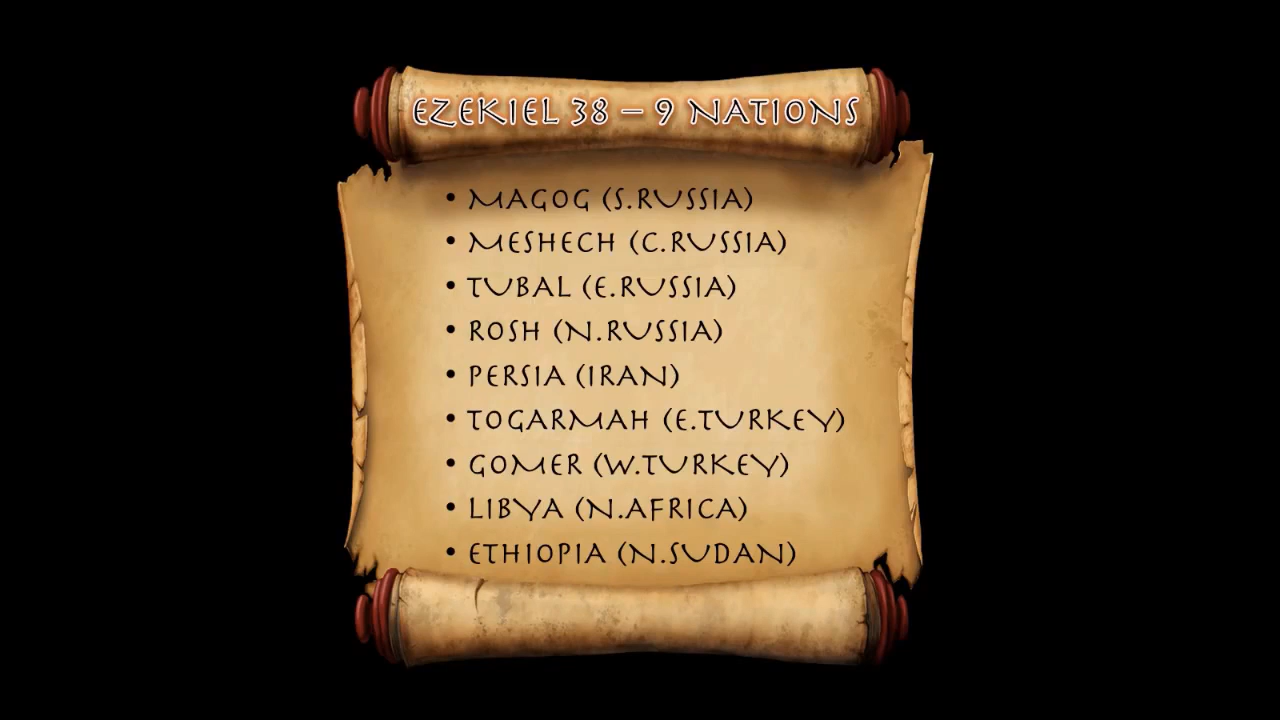 EZEKIEL 38 – 9 NATIONS
• MAGOG (S.RUSSIA)
• MESHECH (C.RUSSIA)
• TUBAL (E.RUSSIA)
• ROSH (N.RUSSIA)
• PERSIA (IRAN)
• TOGARMAH (E.TURKEY)
• GOMER (W.TURKEY)
• LIBYA (N.AFRICA)
• ETHIOPIA (N.SUDAN)